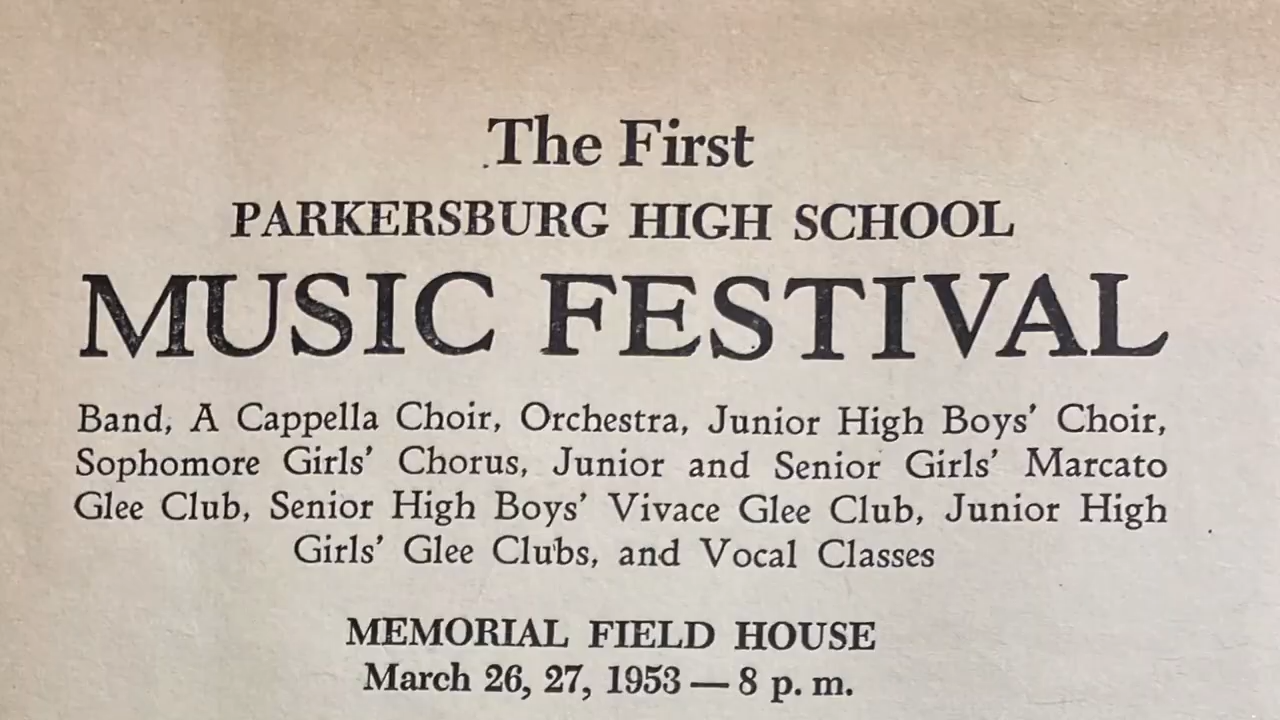 The First
PARKERSBURG HIGH SCHOOL
MUSIC FESTIVAL
Band, A Cappella Choir, Orchestra, Junior High Boys' Choir,
Sophomore Girls' Chorus, Junior and Senior Girls' Marcato
Glee Club, Senior High Boys' Vivace Glee Club, Junior High
Girls' Glee Clubs, and Vocal Classes
MEMORIAL FIELD HOUSE
March 26, 27, 1953 — 8 p. m.